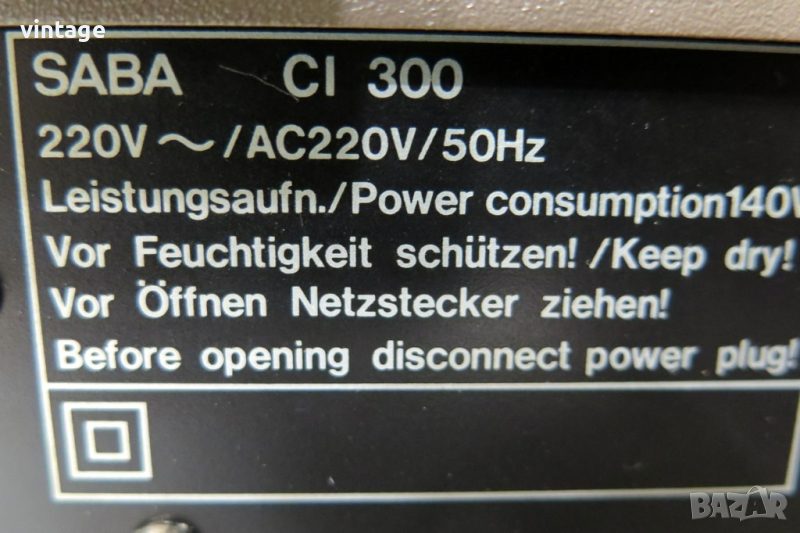 vintage
SABA CI 300
220V ~/AC220V/50Hz
Leistungsaufn./Power consumption140W
Vor Feuchtigkeit schützen!/Keep dry!
Vor Öffnen Netzstecker ziehen!
Before opening disconnect power plug!
BAZAR